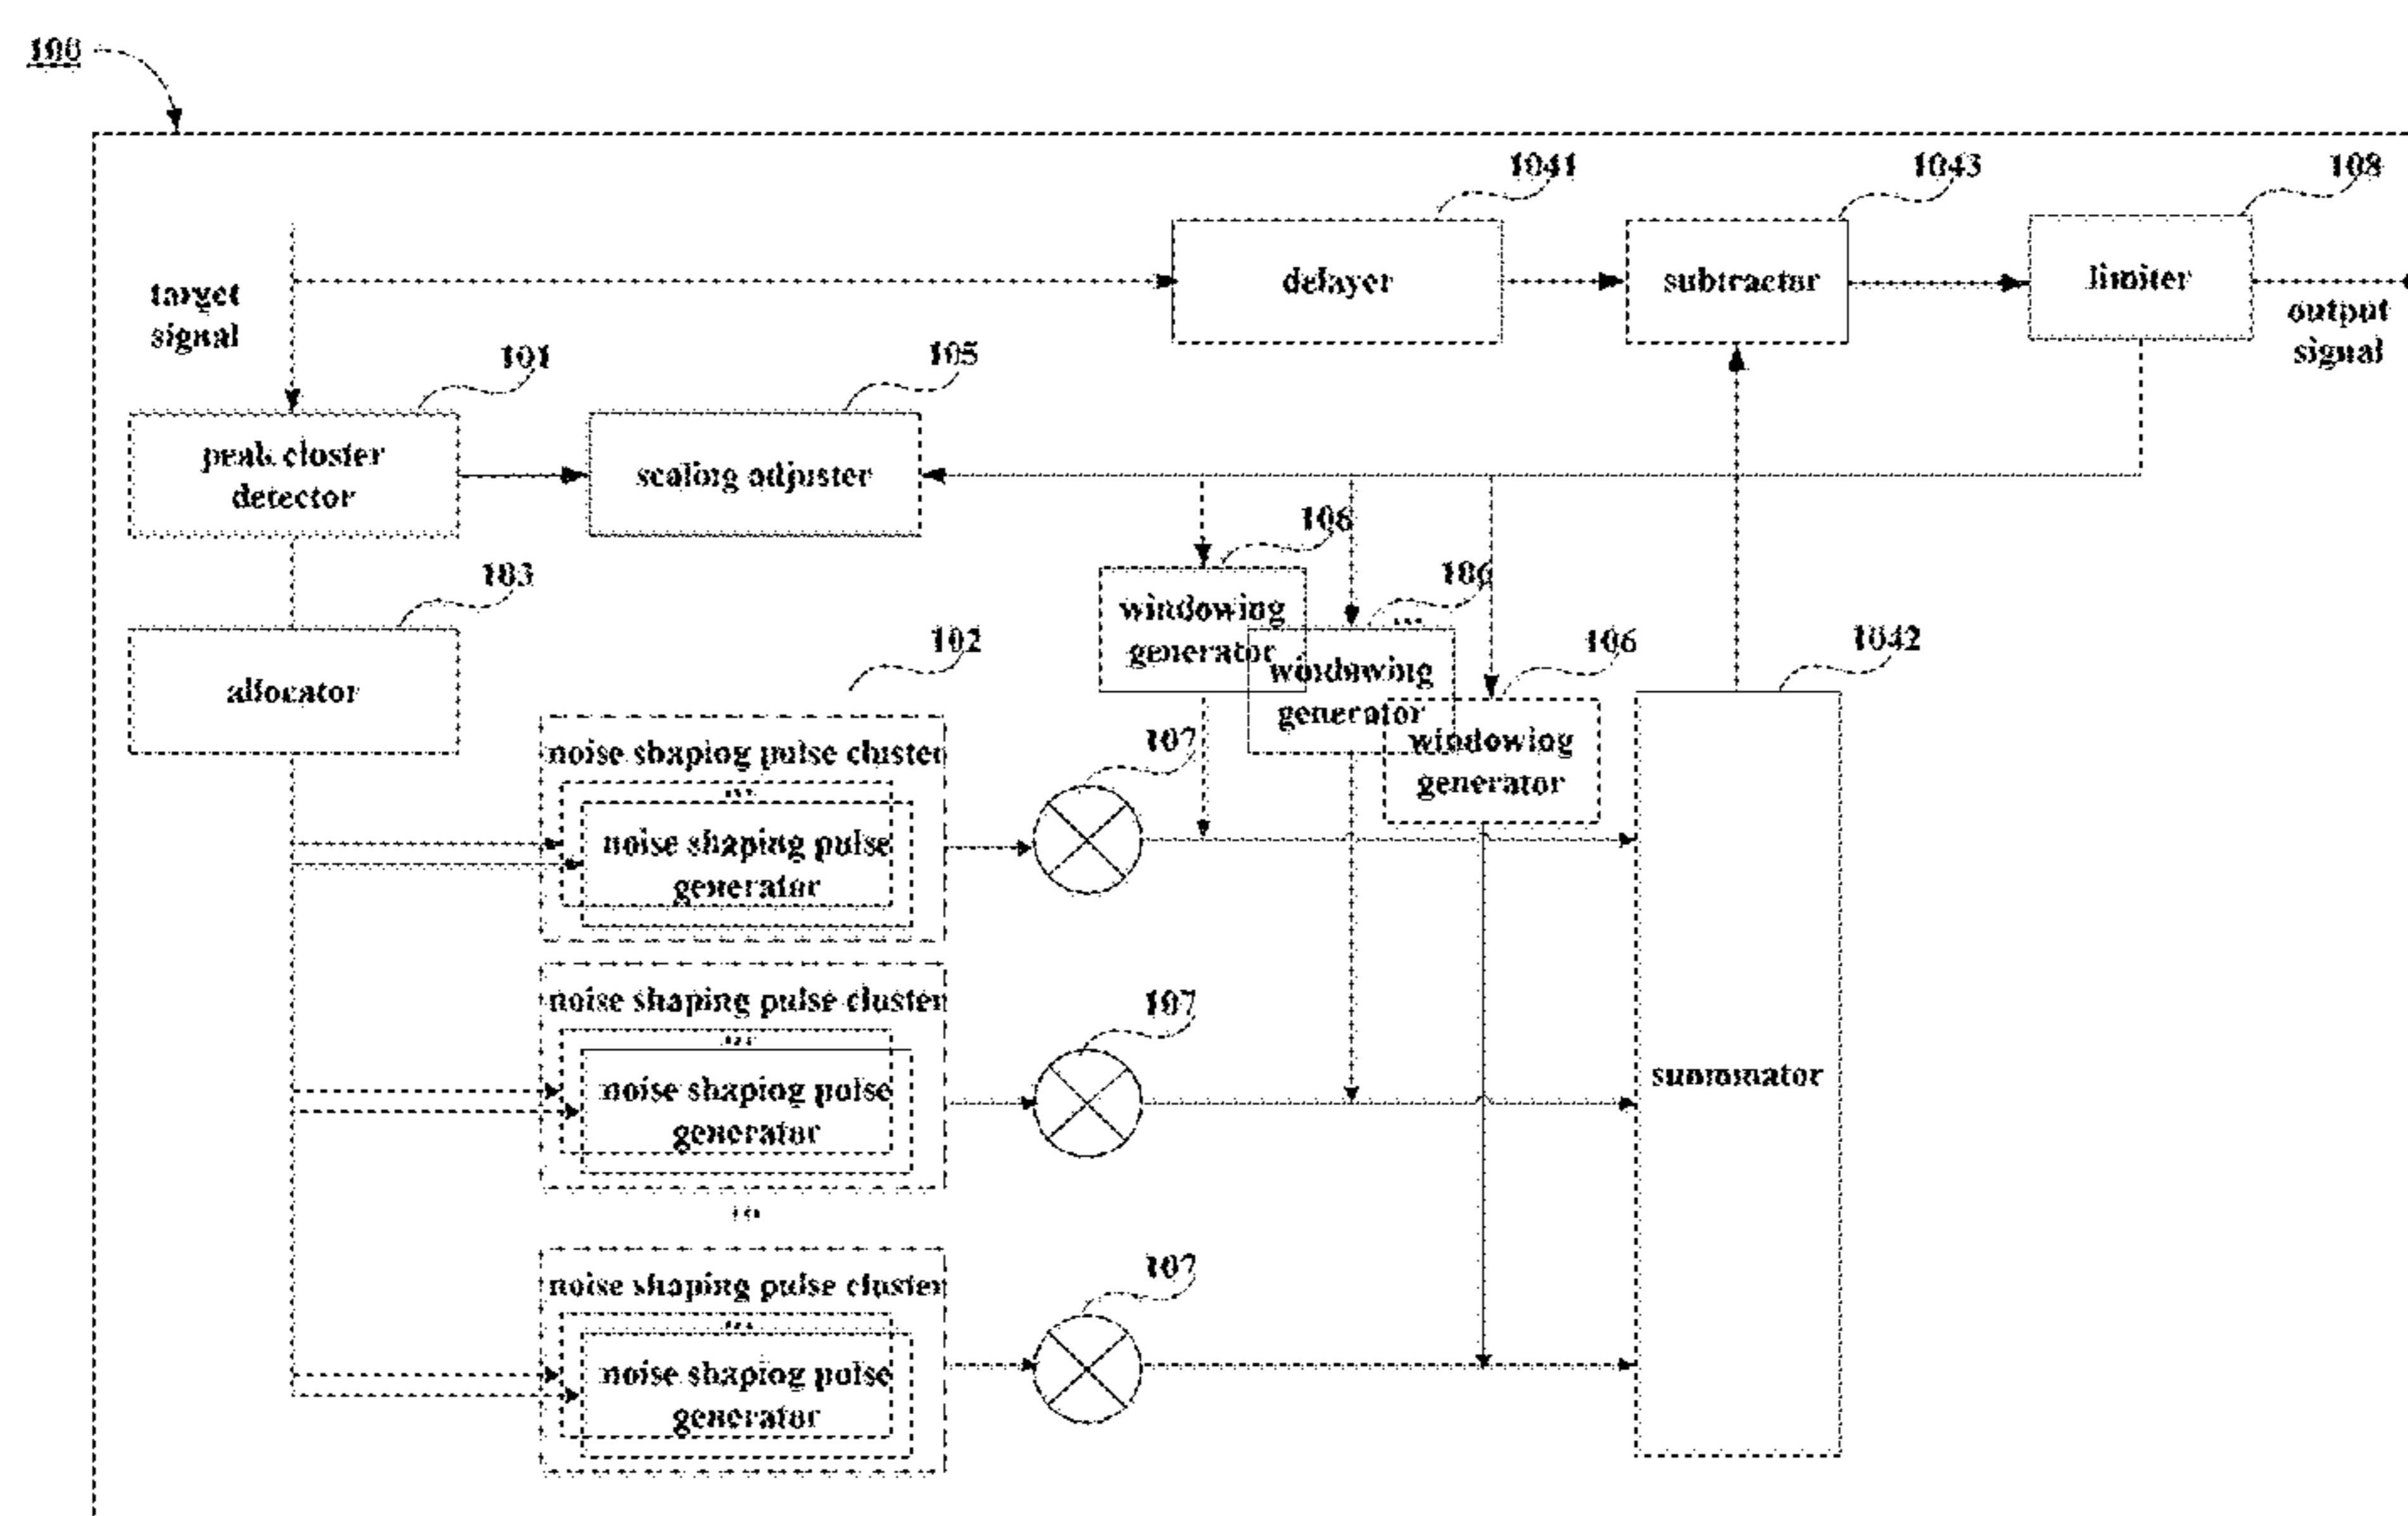 100
1041
1043
108
target
signal
delayer
subtractor
limiter
output
signal
101
105
peak cluster
detector
scaling adjuster
106
103
106
windowing
generator
102
106
1042
windowing
generator
allocator
107
windowing
generator
noise shaping pulse cluster
...
noise shaping pulse
generator
107
noise shaping pulse cluster
...
noise shaping pulse
generator
summinator
...
107
noise shaping pulse cluster
...
noise shaping pulse
generator